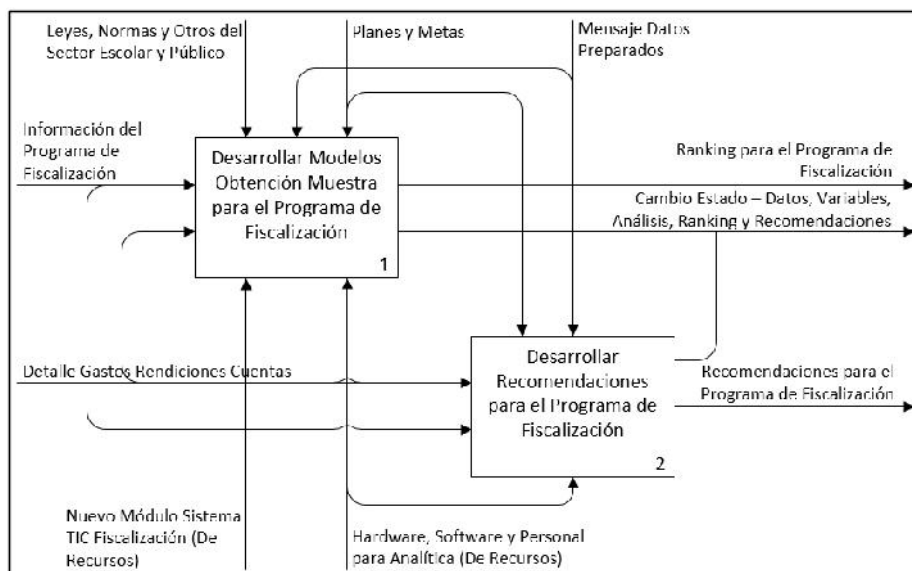 Leyes, Normas y Otros del
Sector Escolar y Público
Planes y Metas
Mensaje Datos
Preparados
Información del
Programa de
Fiscalización
Desarrollar Modelos
Obtención Muestra
para el Programa de
Fiscalización
1
Ranking para el Programa de
Fiscalización
Cambio Estado – Datos, Variables,
Análisis, Ranking y Recomendaciones
Detalle Gastos Rendiciones Cuentas
Desarrollar
Recomendaciones
para el Programa de
Fiscalización
2
Recomendaciones para el
Programa de Fiscalización
Nuevo Módulo Sistema
TIC Fiscalización (De
Recursos)
Hardware, Software y Personal
para Analítica (De Recursos)